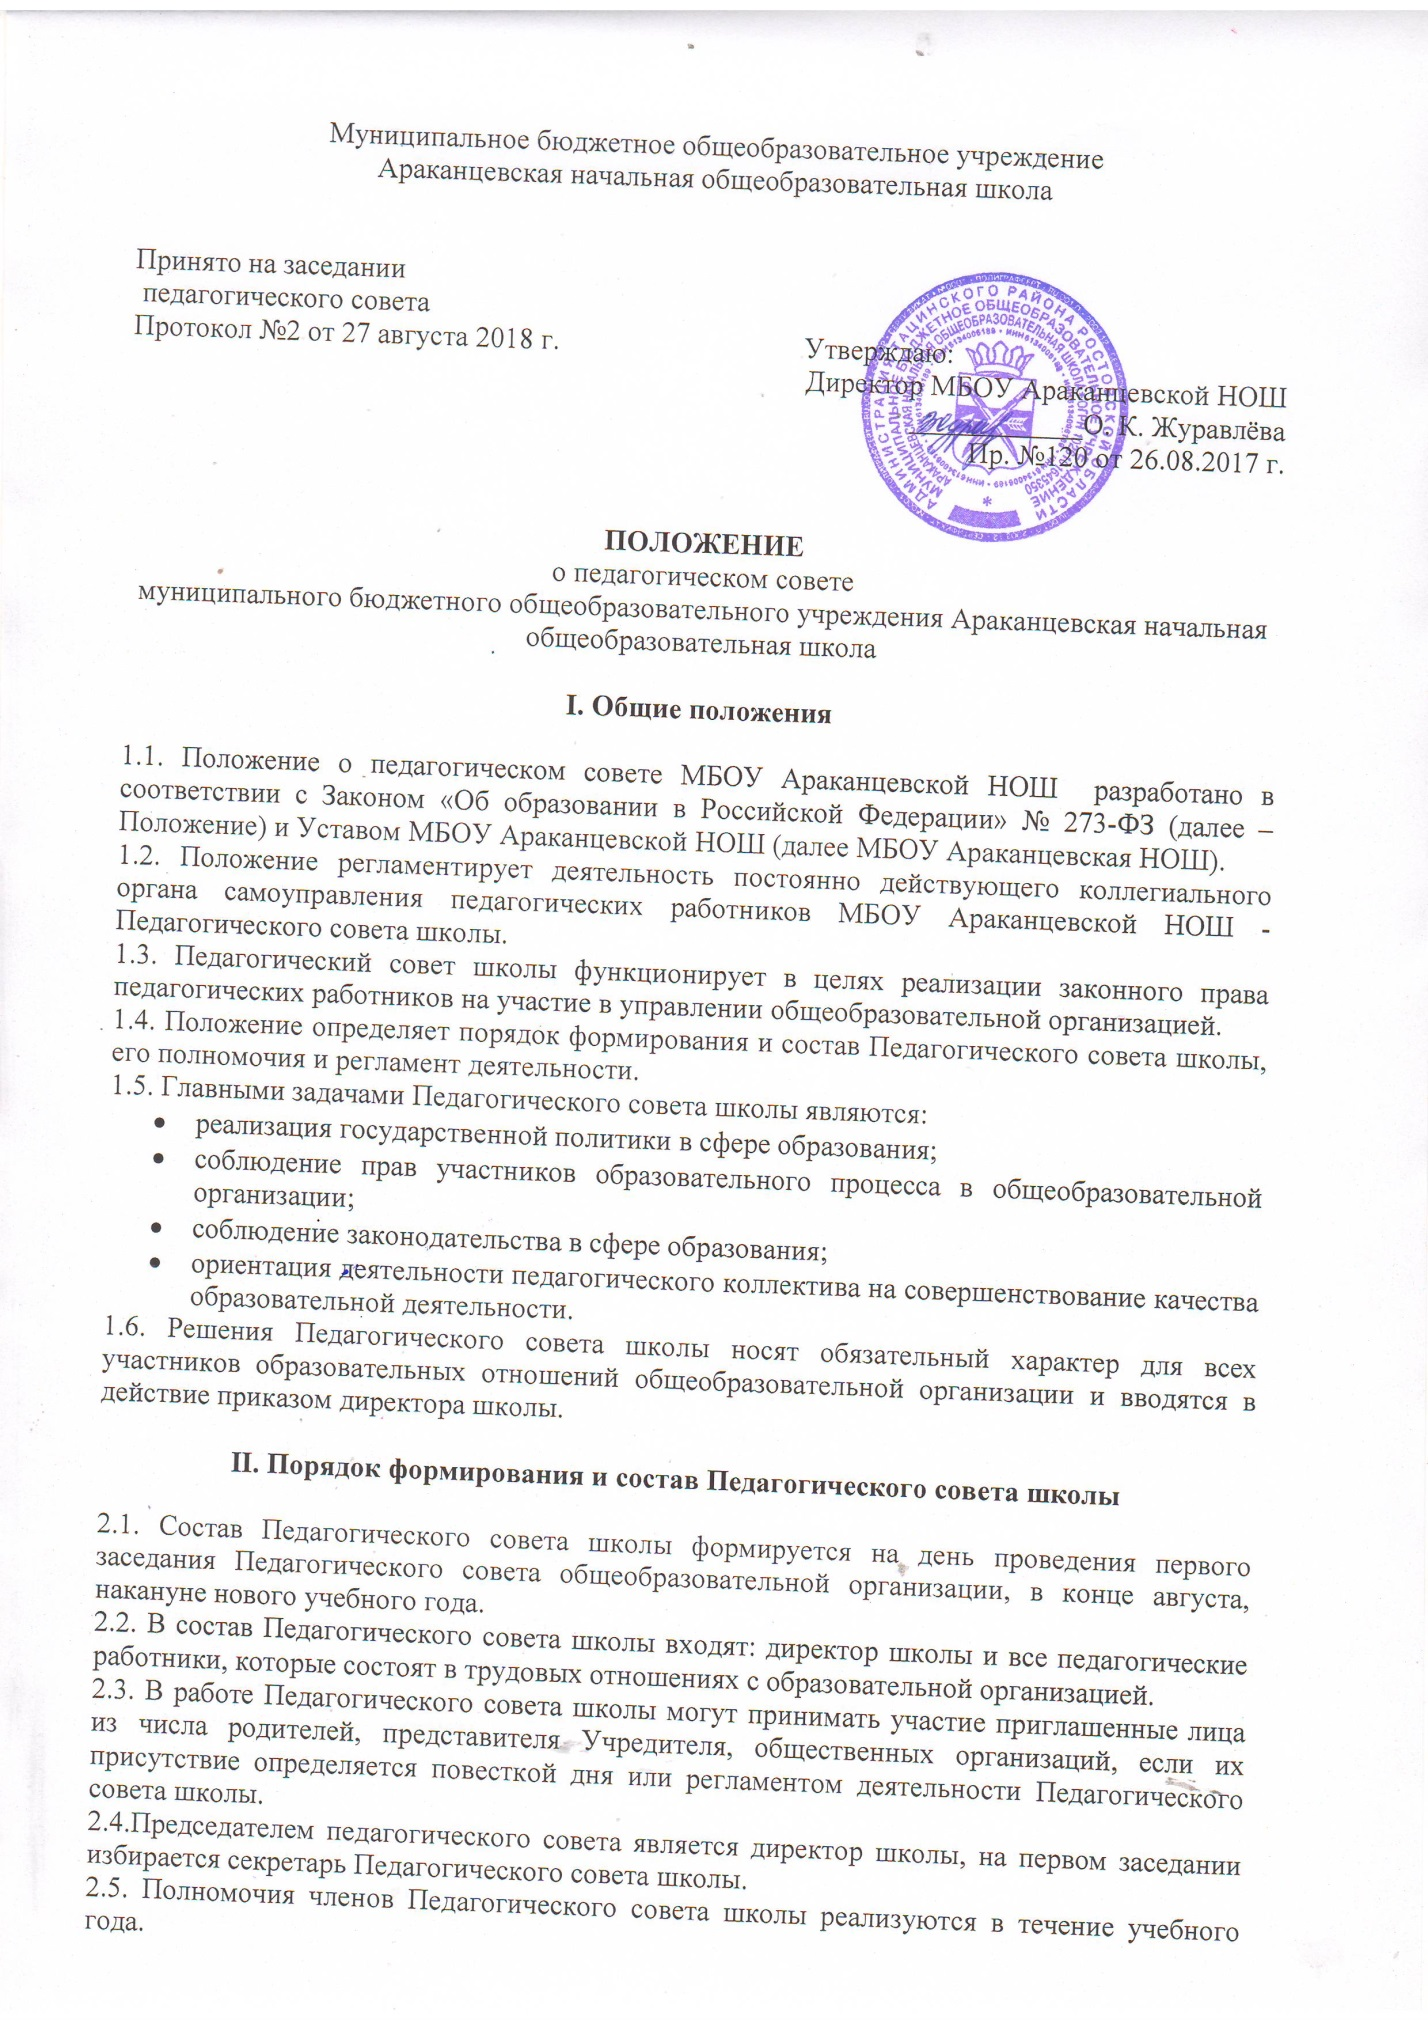 Муниципальное бюджетное общеобразовательное учреждение
Араканцевская начальная общеобразовательная школа
Принято на заседании
педагогического совета
Протокол №2 от 27 августа 2018 г.
Утверждаю:
Директор МБОУ Араканцевской НОШ
____________ О. К. Журавлёва
Пр. №120 от 26.08.2017 г.
АДМИНИСТРАЦИЯ ТАЦИНСКОГО РАЙОНА РОСТОВСКОЙ ОБЛАСТИ
МУНИЦИПАЛЬНОЕ БЮДЖЕТНОЕ ОБЩЕОБРАЗОВАТЕЛЬНОЕ УЧРЕЖДЕНИЕ
АРАКАНЦЕВСКАЯ НАЧАЛЬНАЯ ОБЩЕОБРАЗОВАТЕЛЬНАЯ ШКОЛА
ПОЛОЖЕНИЕ
о педагогическом совете
муниципального бюджетного общеобразовательного учреждения Араканцевская начальная
общеобразовательная школа
I. Общие положения
1.1. Положение о педагогическом совете МБОУ Араканцевской НОШ разработано в
соответствии с Законом «Об образовании в Российской Федерации» № 273-ФЗ (далее –
Положение) и Уставом МБОУ Араканцевской НОШ (далее МБОУ Араканцевская НОШ).
1.2. Положение регламентирует деятельность постоянно действующего коллегиального
органа самоуправления педагогических работников МБОУ Араканцевской НОШ -
Педагогического совета школы.
1.3. Педагогический совет школы функционирует в целях реализации законного права
педагогических работников на участие в управлении общеобразовательной организацией.
1.4. Положение определяет порядок формирования и состав Педагогического совета школы,
его полномочия и регламент деятельности.
1.5. Главными задачами Педагогического совета школы являются:
• реализация государственной политики в сфере образования;
• соблюдение прав участников образовательного процесса в общеобразовательной
организации;
• соблюдение законодательства в сфере образования;
• ориентация деятельности педагогического коллектива на совершенствование качества
образовательной деятельности.
1.6. Решения Педагогического совета школы носят обязательный характер для всех
участников образовательных отношений общеобразовательной организации и вводятся в
действие приказом директора школы.
II. Порядок формирования и состав Педагогического совета школы
2.1. Состав Педагогического совета школы формируется на день проведения первого
заседания Педагогического совета общеобразовательной организации, в конце августа,
накануне нового учебного года.
2.2. В состав Педагогического совета школы входят: директор школы и все педагогические
работники, которые состоят в трудовых отношениях с образовательной организацией.
2.3. В работе Педагогического совета школы могут принимать участие приглашенные лица
из числа родителей, представителя Учредителя, общественных организаций, если их
присутствие определяется повесткой дня или регламентом деятельности Педагогического
совета школы.
2.4.Председателем педагогического совета является директор школы, на первом заседании
избирается секретарь Педагогического совета школы.
2.5. Полномочия членов Педагогического совета школы реализуются в течение учебного
года.